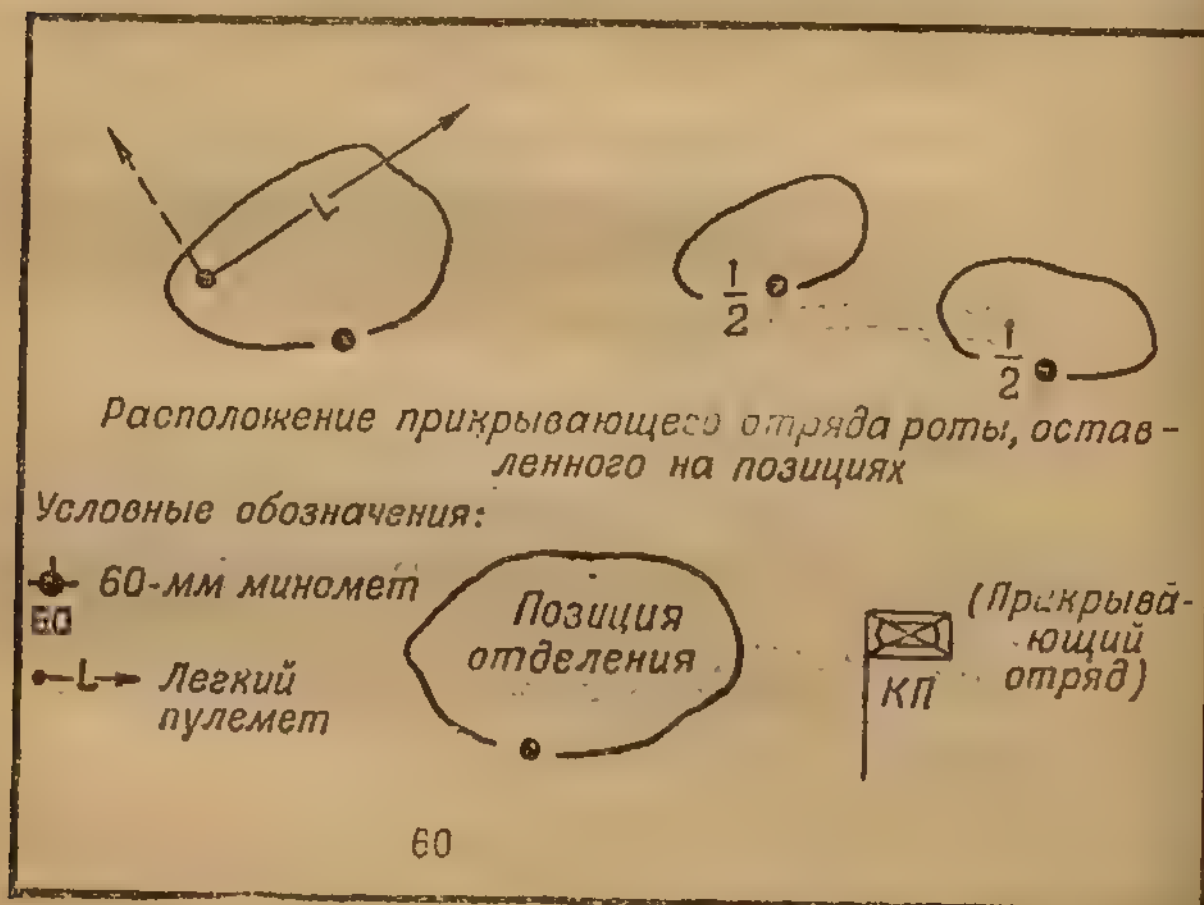 L
1
2
1
2
Расположение прикрывающего отряда роты, остав-
ленного на позициях
Условные обозначения:
60-мм миномет
60
L Легкий
пулемет
Позиция
отделения
КП
(Прикрыва-
ющий
отряд)
60